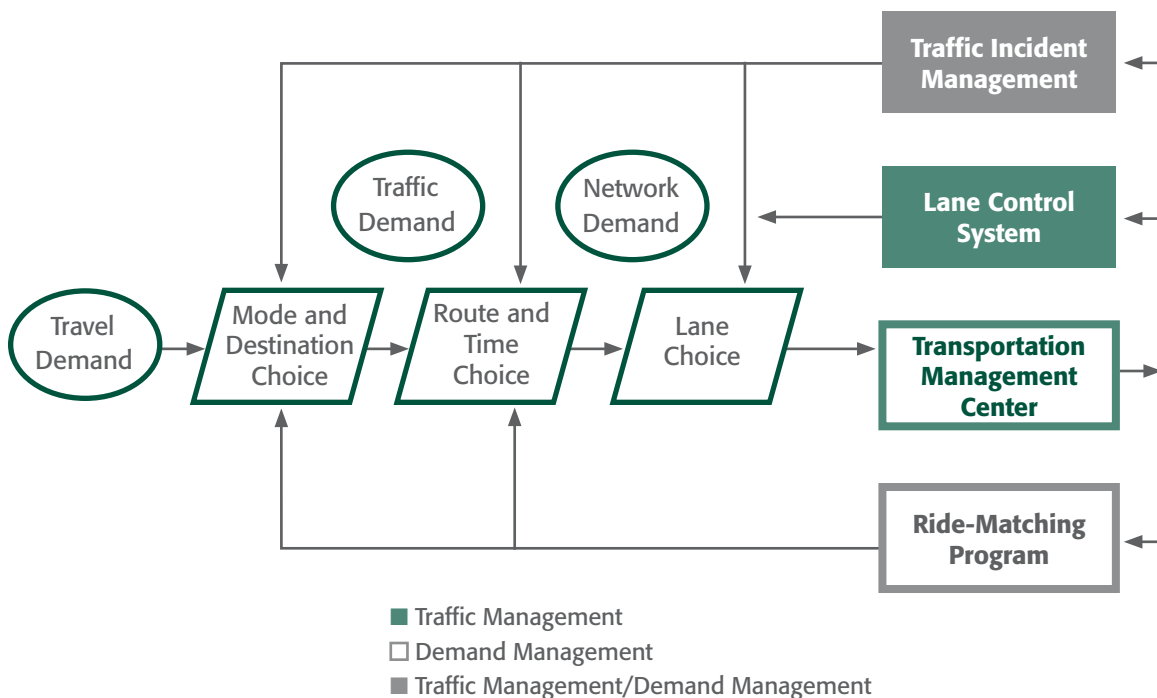 Traffic Incident
Management
Traffic
Demand
Network
Demand
Lane Control
System
Travel
Demand
Mode and
Destination
Choice
Route and
Time
Choice
Lane
Choice
Transportation
Management
Center
Ride-Matching
Program
Traffic Management
Demand Management
Traffic Management/Demand Management